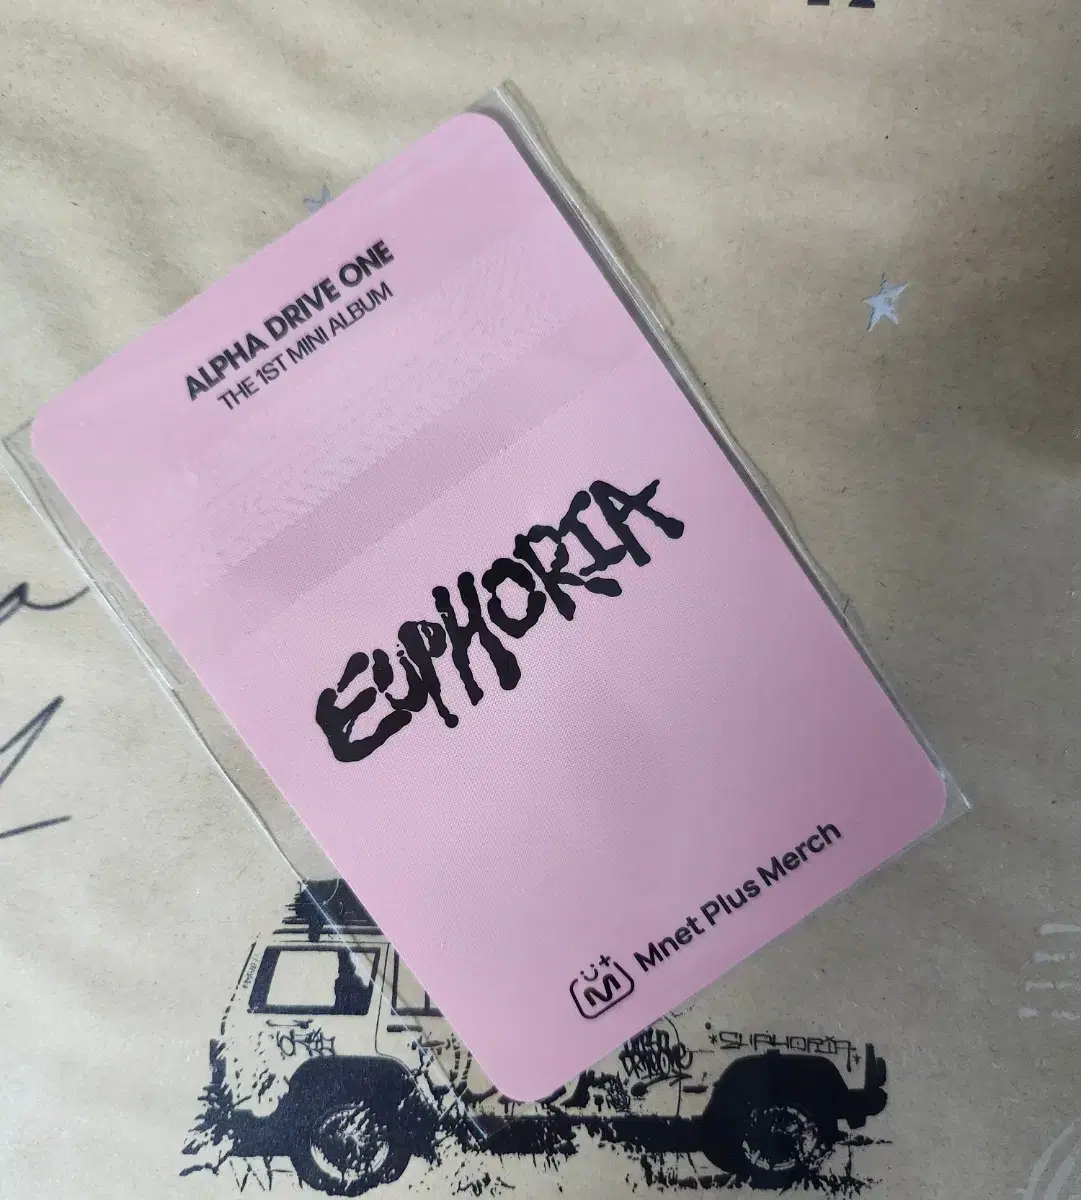 ALPHA DRIVE ONE
THE 1ST MINI ALBUM
EUPHORIA
M+ Mnet Plus Merch
EUPHORIA